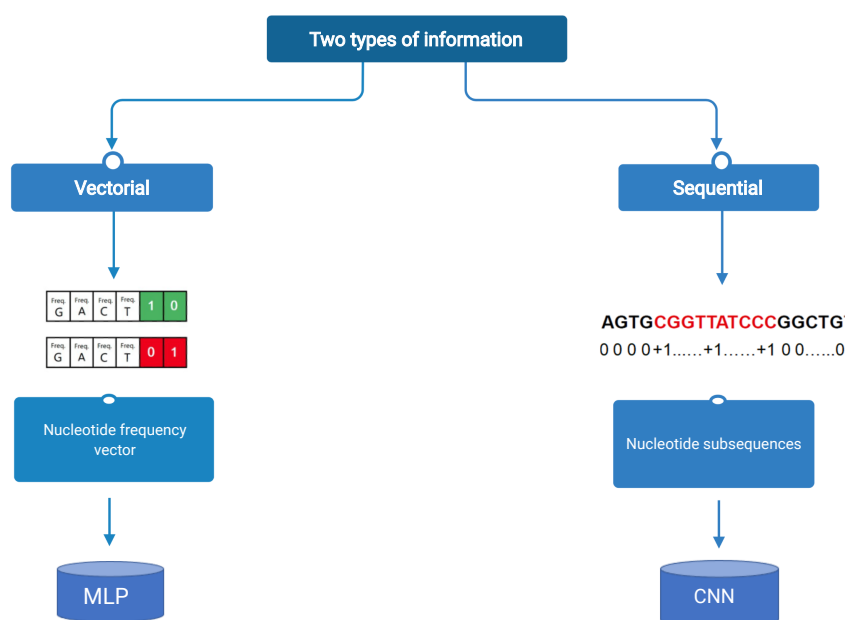 Two types of information
Vectorial
Sequential
Freq. Freq. Freq. Freq. 1 0
G A C T
Freq. Freq. Freq. Freq. 0 1
G A C T
AGTGCGGTTATCCCGGCTG
0 0 0 0+1......+1......+1 0 0......0
Nucleotide frequency
vector
Nucleotide subsequences
MLP
CNN